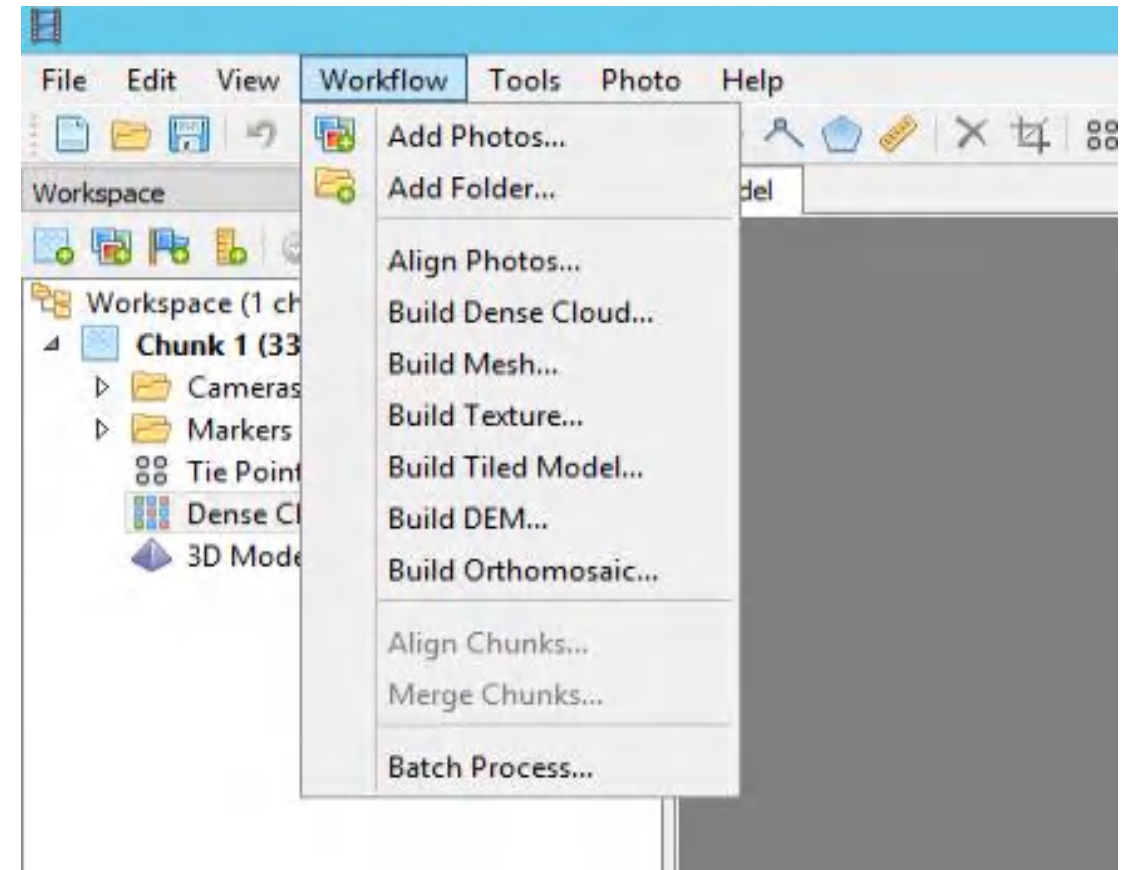 File Edit View Workflow Tools Photo Help
Add Photos...
Workspace
Add Folder...
del
Align Photos...
Workspace (1 ch
Build Dense Cloud...
Chunk 1 (33
Build Mesh...
Cameras
Build Texture...
Markers
Build Tiled Model...
Tie Point
Build DEM...
Dense Cl
Build Orthomosaic...
3D Mode
Align Chunks...
Merge Chunks...
Batch Process...